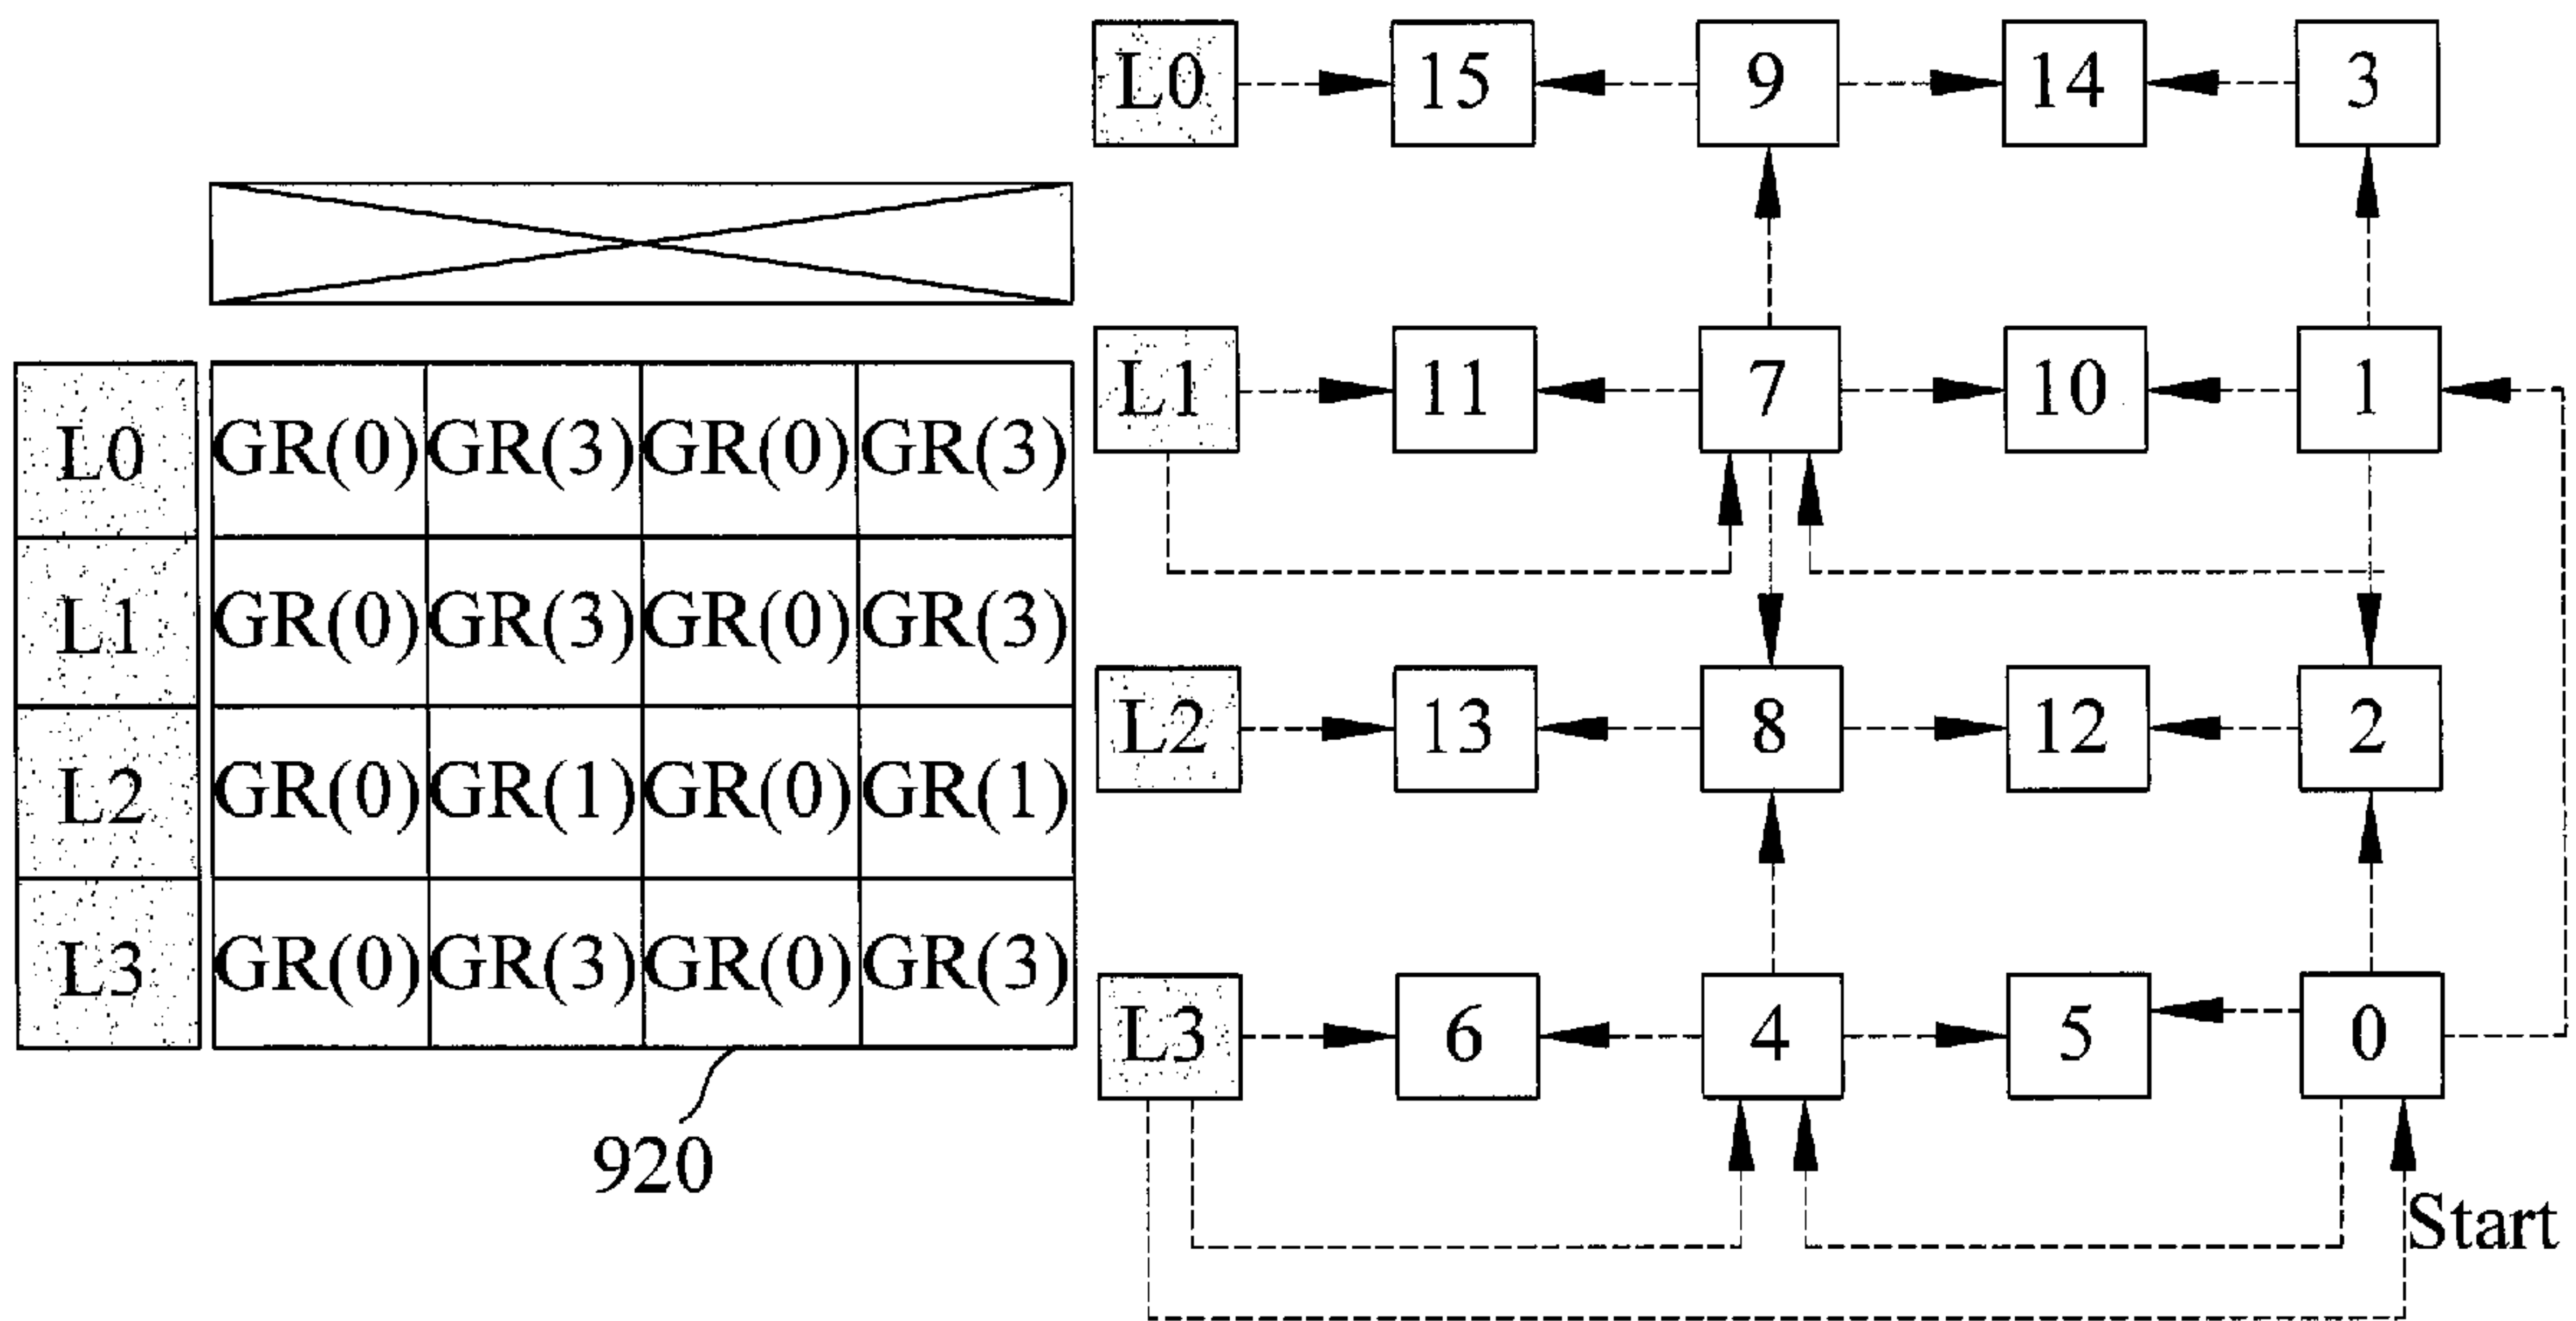 L0 15 9 14 3
L1 11 7 10 1
L0 GR(0) GR(3) GR(0) GR(3)
L1 GR(0) GR(3) GR(0) GR(3)
L2 GR(0) GR(1) GR(0) GR(1)
L3 GR(0) GR(3) GR(0) GR(3)
L2 13 8 12 2
L3 6 4 5 0
920
Start